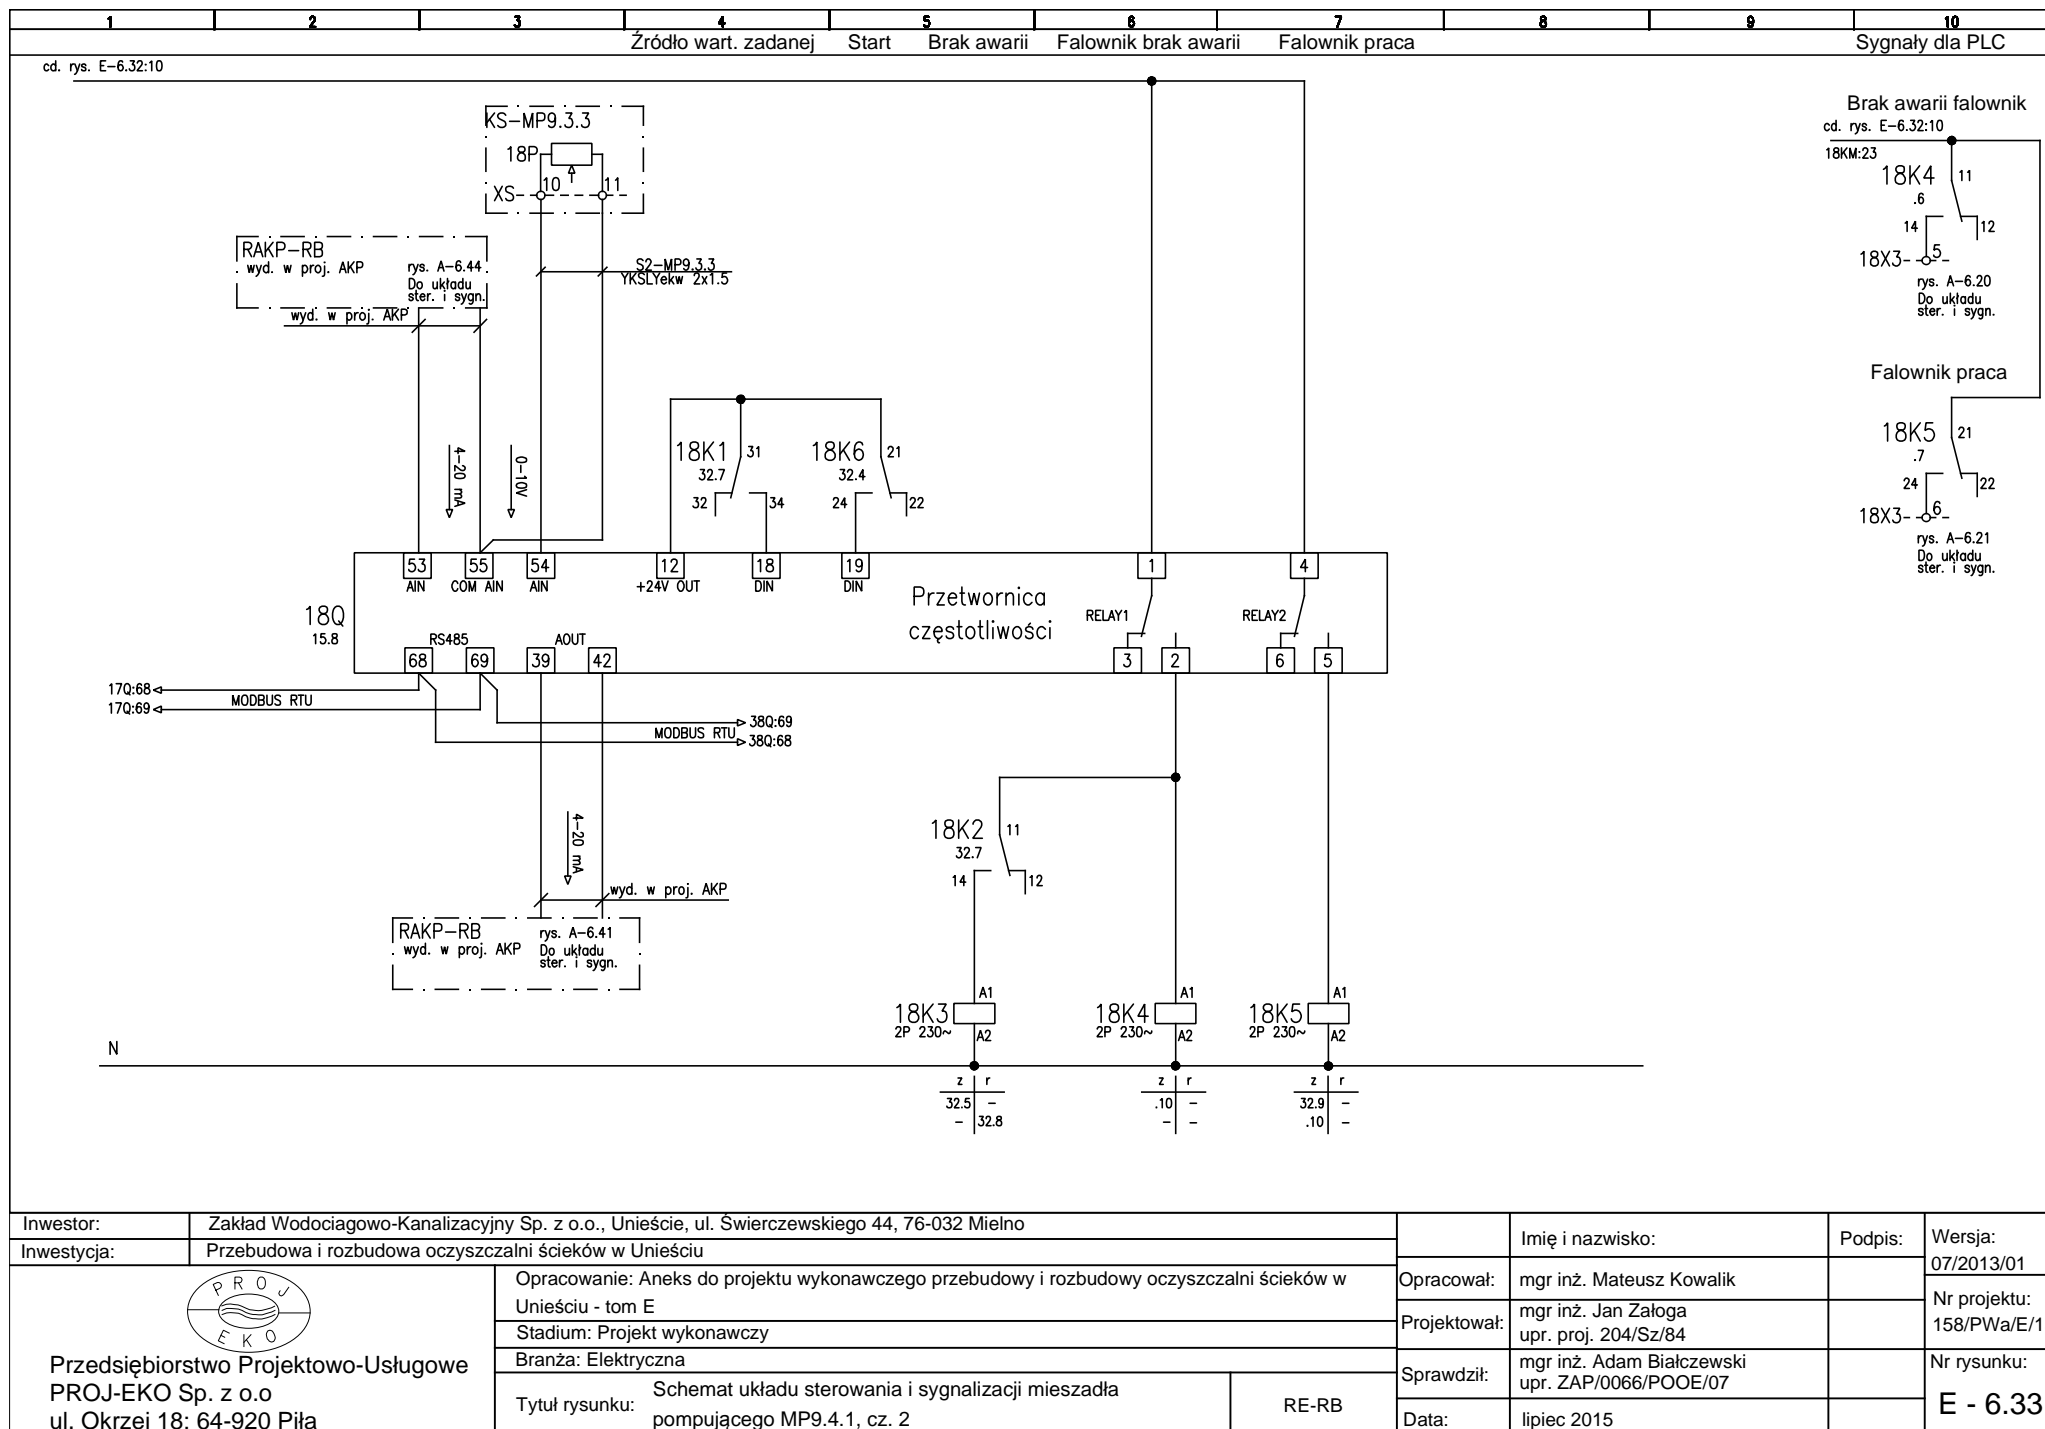 1 2 3 4 5 6 7 8 9 10
Źródło wart. zadanej Start Brak awarii Falownik brak awarii Falownik praca Sygnały dla PLC
cd. rys. E-6.32:10
KS-MP9.3.3
18P
XS 10 11
RAKP-RB
wyd. w proj. AKP
rys. A-6.44
Do układu
ster. i sygn.
wyd. w proj. AKP
S2-MP9.3.3
YKSLYekw 2x1.5
4-20 mA
0-10V
18K1
32.7
31
32 34
18K6
32.4
21
24 22
53 55 54 12 18 19 1 4
AIN COM AIN AIN +24V OUT DIN DIN
18Q
15.8
Przetwornica
częstotliwości
RELAY1 RELAY2
RS485 AOUT
68 69 39 42 3 2 6 5
17Q:68
17Q:69
MODBUS RTU
38Q:69
MODBUS RTU
38Q:68
4-20 mA
wyd. w proj. AKP
RAKP-RB
wyd. w proj. AKP
rys. A-6.41
Do układu
ster. i sygn.
18K2
32.7
11
14 12
18K3
2P 230~
A1
A2
18K4
2P 230~
A1
A2
18K5
2P 230~
A1
A2
N
z r
32.5 -
- 32.8
z r
.10 -
- -
z r
32.9 -
.10 -
Brak awarii falownik
cd. rys. E-6.32:10
18KM:23
18K4
.6
11
14 12
18X3- 5
rys. A-6.20
Do układu
ster. i sygn.
Falownik praca
18K5
.7
21
24 22
18X3- 6
rys. A-6.21
Do układu
ster. i sygn.
Inwestor: Zakład Wodociagowo-Kanalizacyjny Sp. z o.o., Unieście, ul. Świerczewskiego 44, 76-032 Mielno
Inwestycja: Przebudowa i rozbudowa oczyszczalni ścieków w Unieściu
PROJ
EKO
Przedsiębiorstwo Projektowo-Usługowe
PROJ-EKO Sp. z o.o
ul. Okrzei 18; 64-920 Piła
Opracowanie: Aneks do projektu wykonawczego przebudowy i rozbudowy oczyszczalni ścieków w
Unieściu - tom E
Stadium: Projekt wykonawczy
Branża: Elektryczna
Tytuł rysunku: Schemat układu sterowania i sygnalizacji mieszadła
pompującego MP9.4.1, cz. 2
RE-RB
Imię i nazwisko: Podpis:
Opracował: mgr inż. Mateusz Kowalik
Projektował: mgr inż. Jan Załoga
upr. proj. 204/Sz/84
Sprawdził: mgr inż. Adam Białczewski
upr. ZAP/0066/POOE/07
Data: lipiec 2015
Wersja:
07/2013/01
Nr projektu:
158/PWa/E/1
Nr rysunku:
E - 6.33